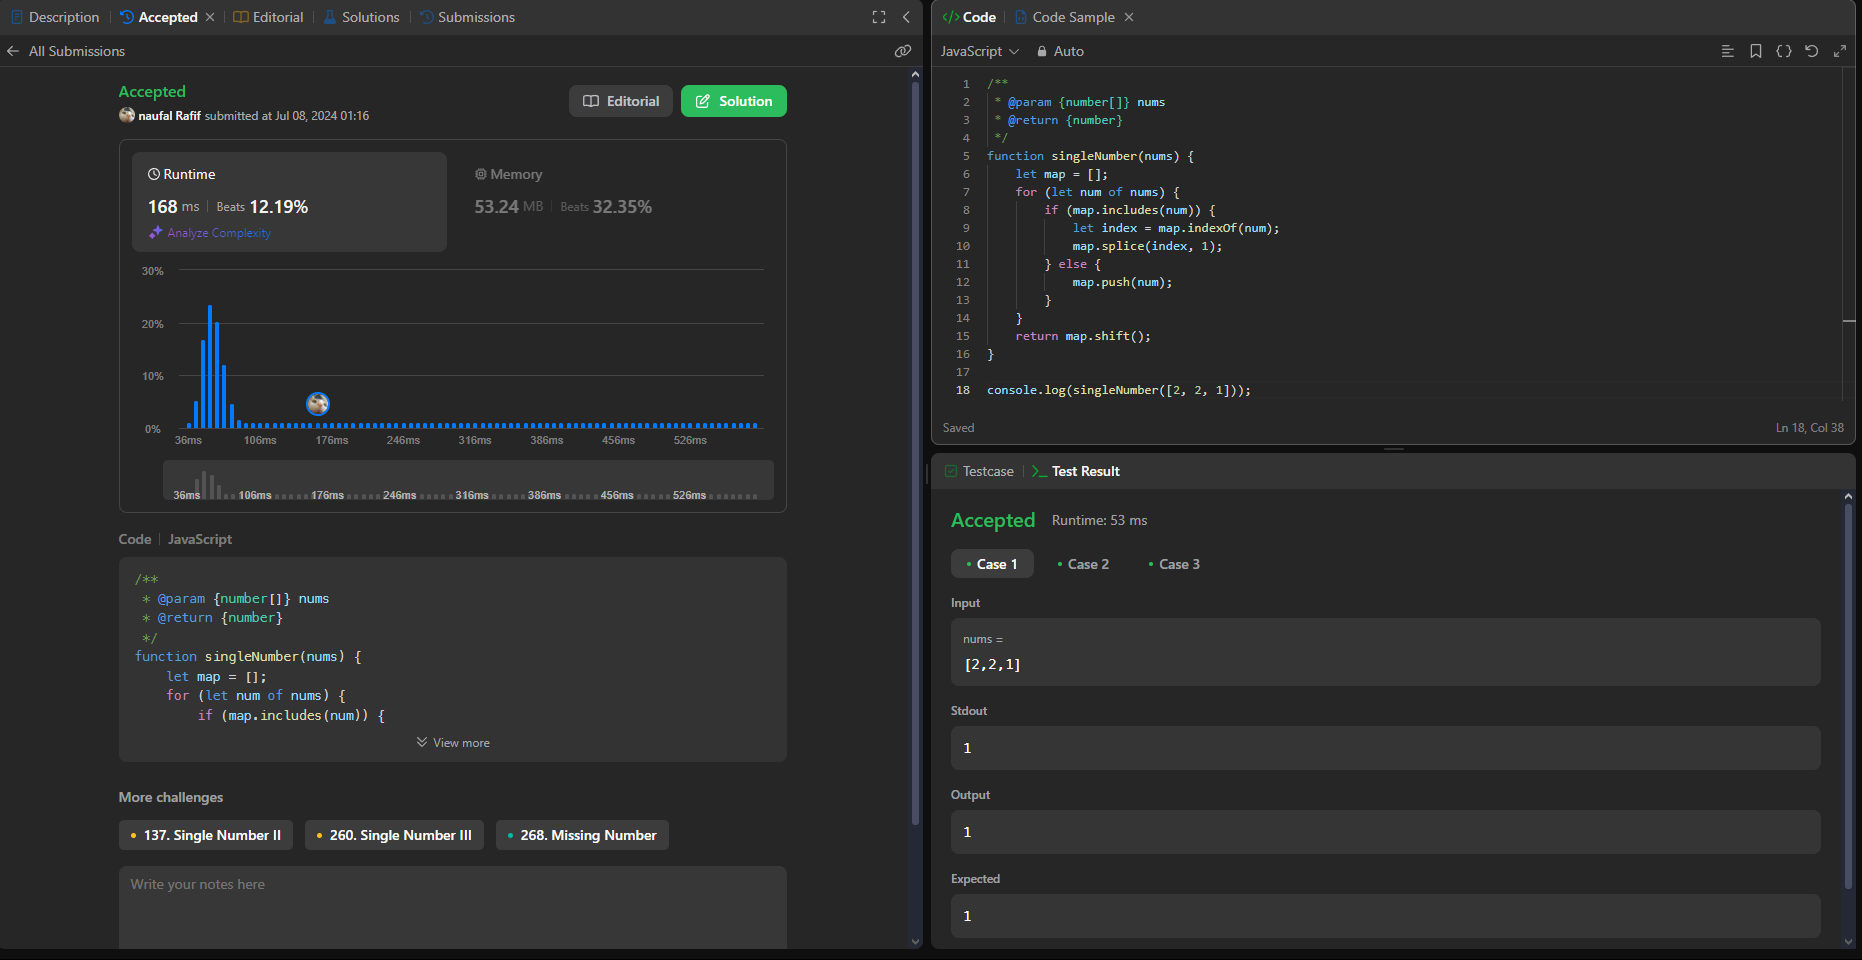 Description
Accepted
Editorial
Solutions
Submissions
All Submissions
Accepted
naufal Rafif submitted at Jul 08, 2024 01:16
Editorial
Solution
Runtime
168 ms | Beats 12.19%
Analyze Complexity
Memory
53.24 MB | Beats 32.35%
30%
20%
10%
0%
36ms 106ms 176ms 246ms 316ms 386ms 456ms 526ms
36ms 106ms 176ms 246ms 316ms 386ms 456ms 526ms
Code | JavaScript
/**
 * @param {number[]} nums
 * @return {number}
 */
function singleNumber(nums) {
    let map = [];
    for (let num of nums) {
        if (map.includes(num)) {
View more
More challenges
137. Single Number II
260. Single Number III
268. Missing Number
Write your notes here
</> Code
Code Sample
JavaScript
Auto
1 /**
2  * @param {number[]} nums
3  * @return {number}
4  */
5 function singleNumber(nums) {
6     let map = [];
7     for (let num of nums) {
8         if (map.includes(num)) {
9             let index = map.indexOf(num);
10             map.splice(index, 1);
11         } else {
12             map.push(num);
13         }
14     }
15     return map.shift();
16 }
17
18 console.log(singleNumber([2, 2, 1]));
Saved
Ln 18, Col 38
Testcase
>_ Test Result
Accepted
Runtime: 53 ms
Case 1
Case 2
Case 3
Input
nums =
[2,2,1]
Stdout
1
Output
1
Expected
1